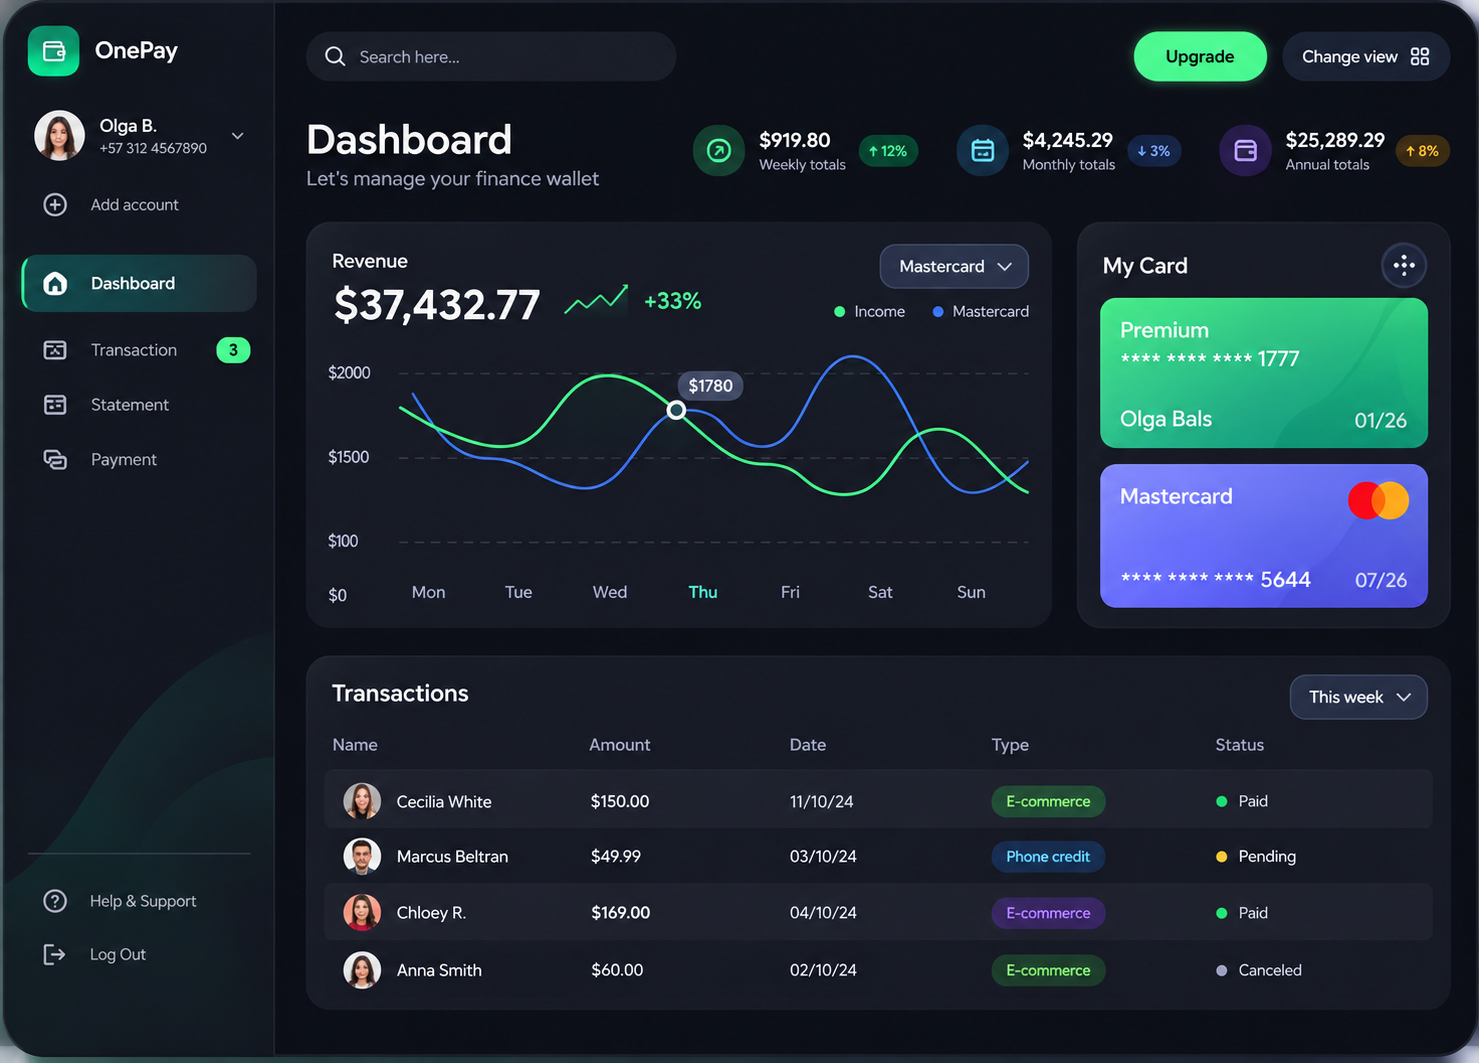 OnePay
Olga B.
+57 312 4567890
Add account
Dashboard
Transaction 3
Statement
Payment
Help & Support
Log Out
Search here...
Upgrade
Change view
Dashboard
Let's manage your finance wallet
$919.80
Weekly totals
↑ 12%
$4,245.29
Monthly totals
↓ 3%
$25,289.29
Annual totals
↑ 8%
Revenue
$37,432.77 +33%
Mastercard
Income Mastercard
$2000
$1780
$1500
$100
$0
Mon Tue Wed Thu Fri Sat Sun
My Card
Premium
**** **** **** 1777
Olga Bals 01/26
Mastercard
**** **** **** 5644 07/26
Transactions
This week
Name Amount Date Type Status
Cecilia White $150.00 11/10/24 E-commerce Paid
Marcus Beltran $49.99 03/10/24 Phone credit Pending
Chloey R. $169.00 04/10/24 E-commerce Paid
Anna Smith $60.00 02/10/24 E-commerce Canceled